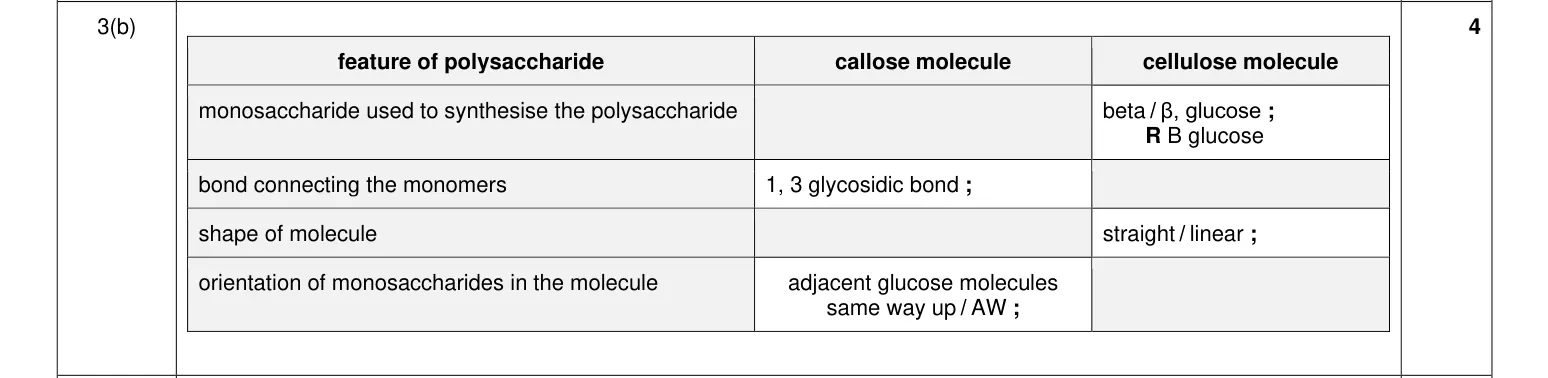 3(b)
4
feature of polysaccharide callose molecule cellulose molecule
monosaccharide used to synthesise the polysaccharide beta / β, glucose ;
R B glucose
bond connecting the monomers 1, 3 glycosidic bond ;
shape of molecule straight / linear ;
orientation of monosaccharides in the molecule adjacent glucose molecules
same way up / AW ;